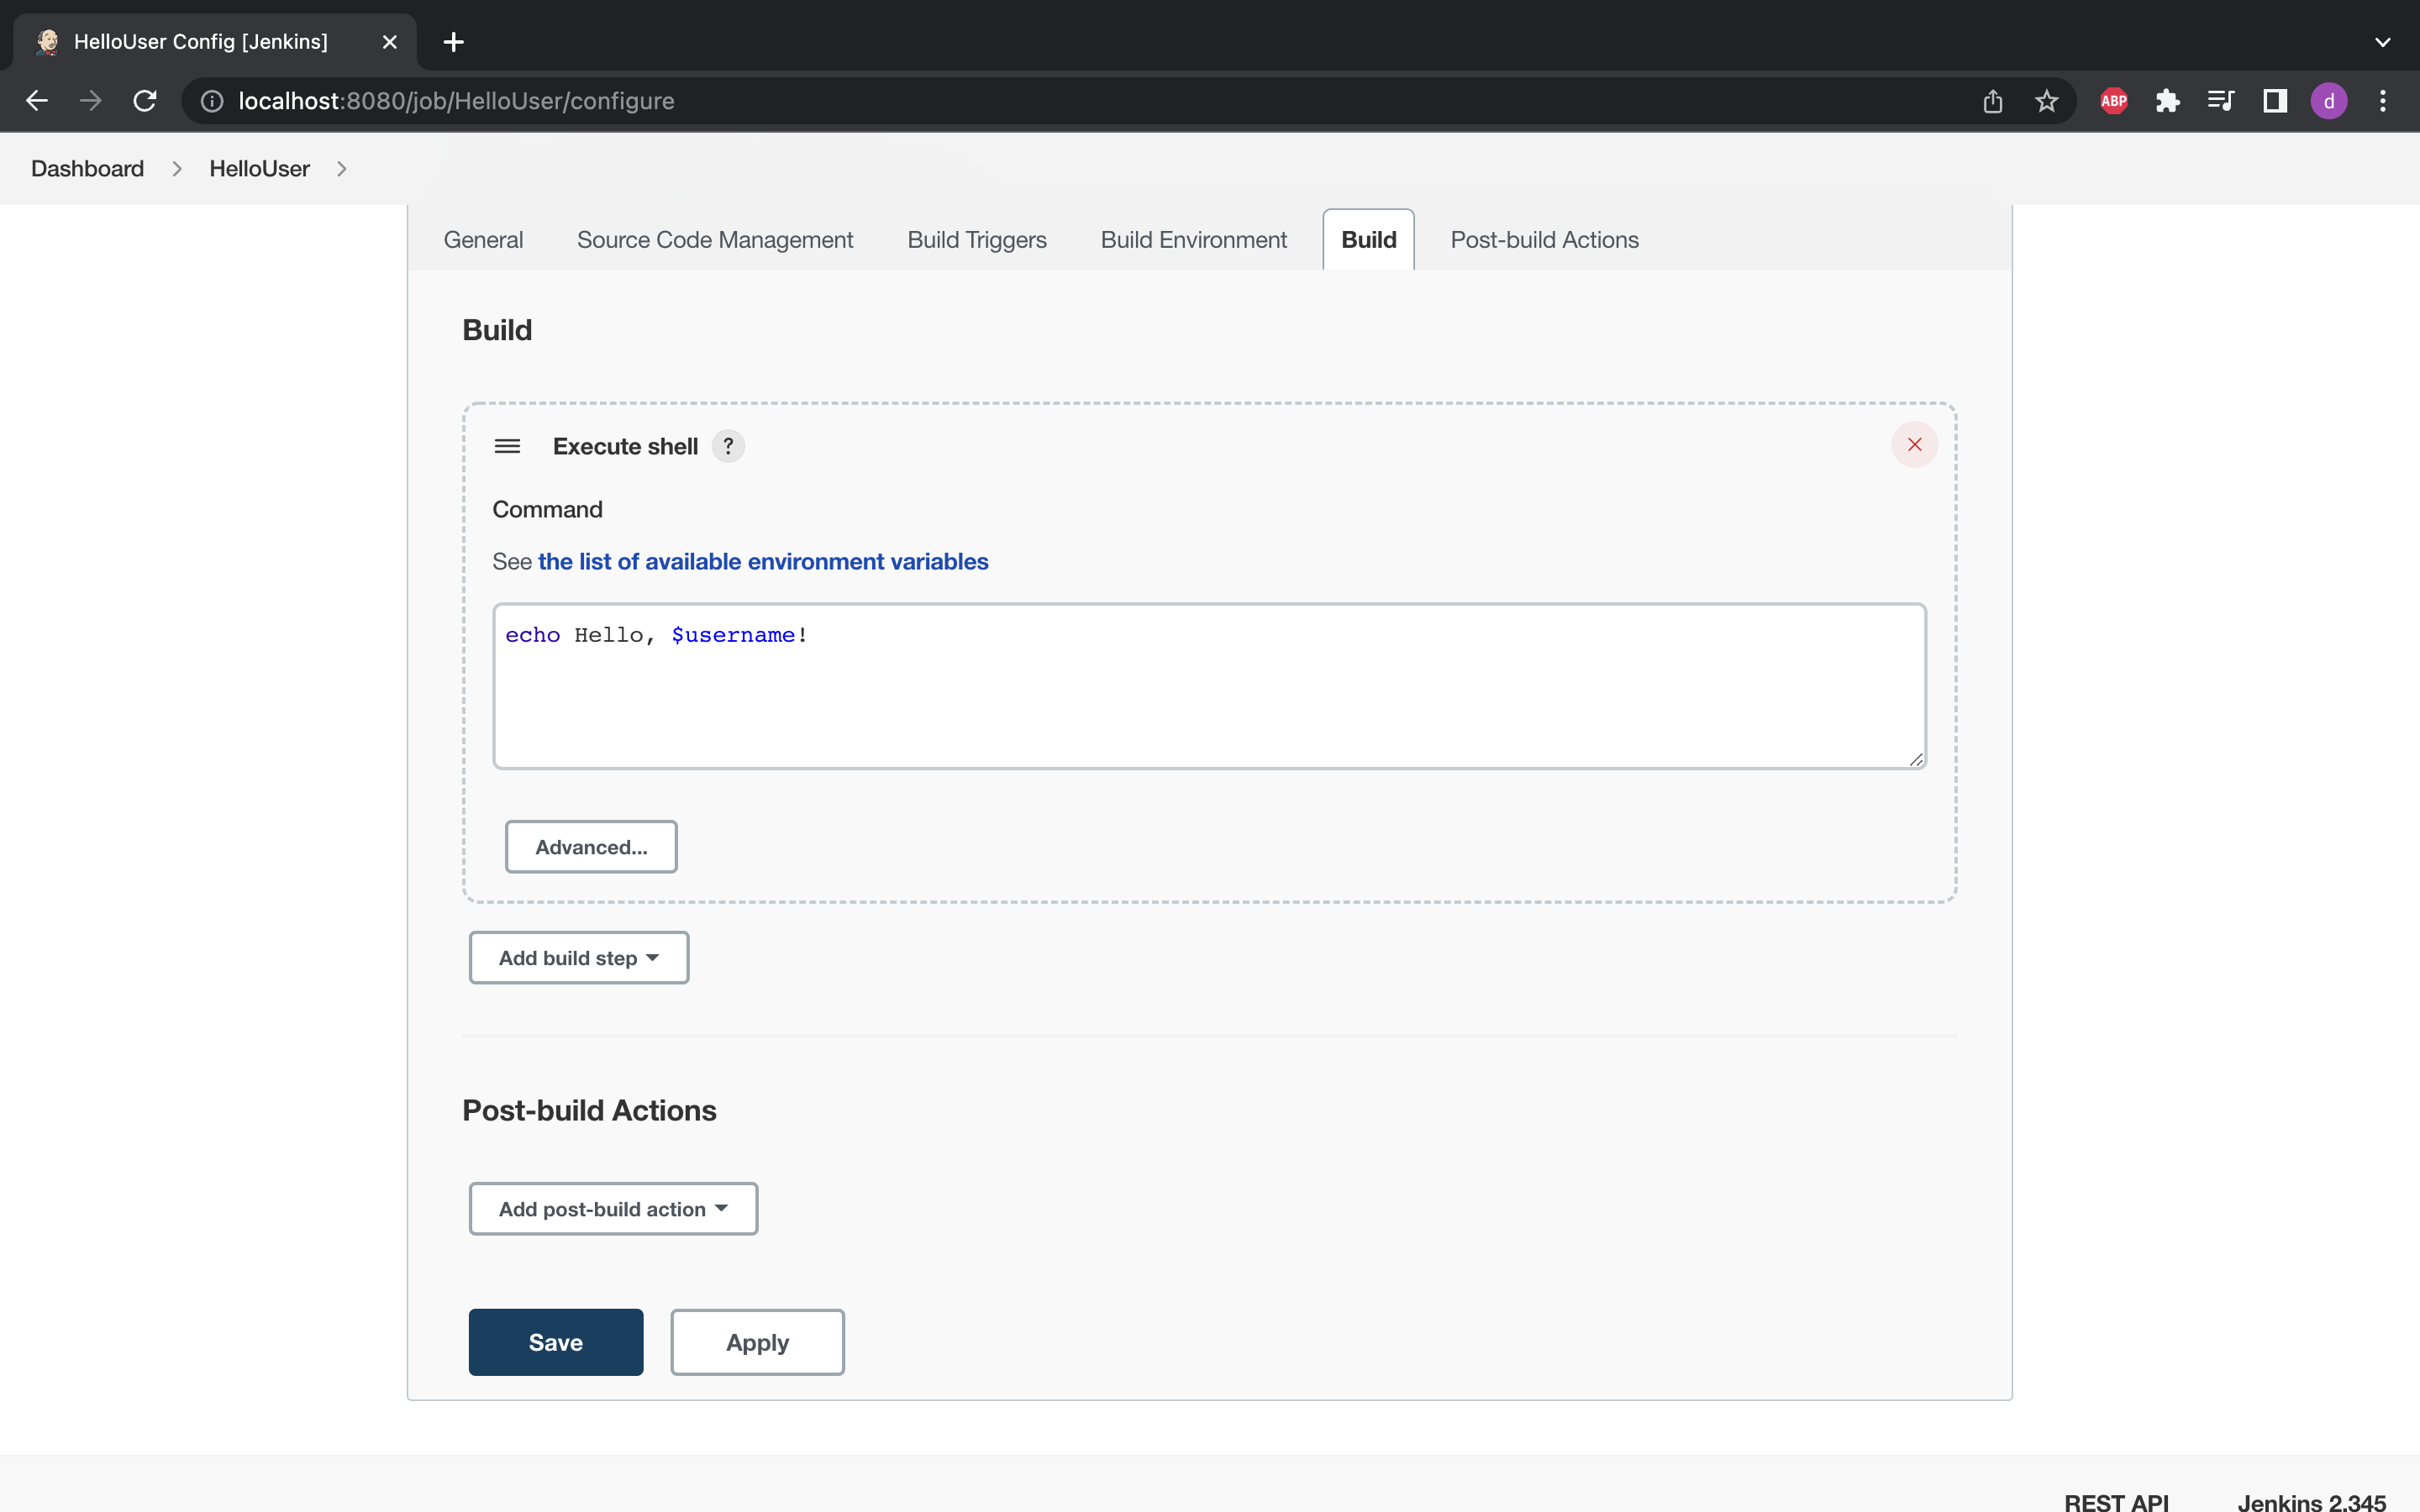 HelloUser Config [Jenkins]
localhost:8080/job/HelloUser/configure
ABP
d
Dashboard
HelloUser
General
Source Code Management
Build Triggers
Build Environment
Build
Post-build Actions
Build
Execute shell ?
Command
See the list of available environment variables
echo Hello, $username!
Advanced...
Add build step
Post-build Actions
Add post-build action
Save
Apply
REST API
Jenkins 2.345